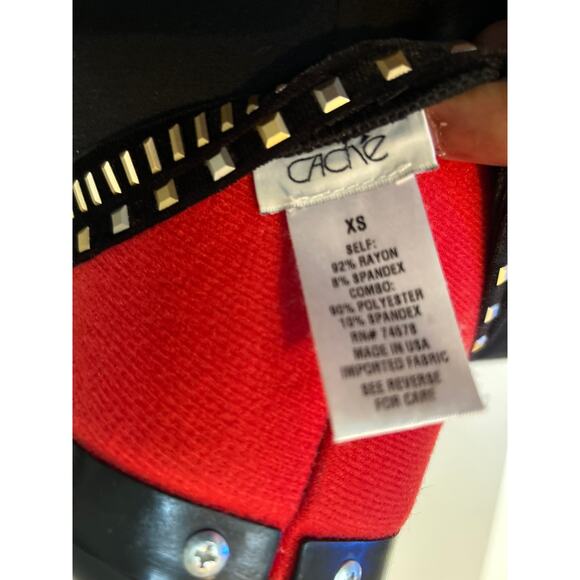 CACHÉ
XS
SELF:
92% RAYON
8% SPANDEX
COMBO:
90% POLYESTER
10% SPANDEX
RN# 74678
MADE IN USA
IMPORTED FABRIC
SEE REVERSE
FOR CARE